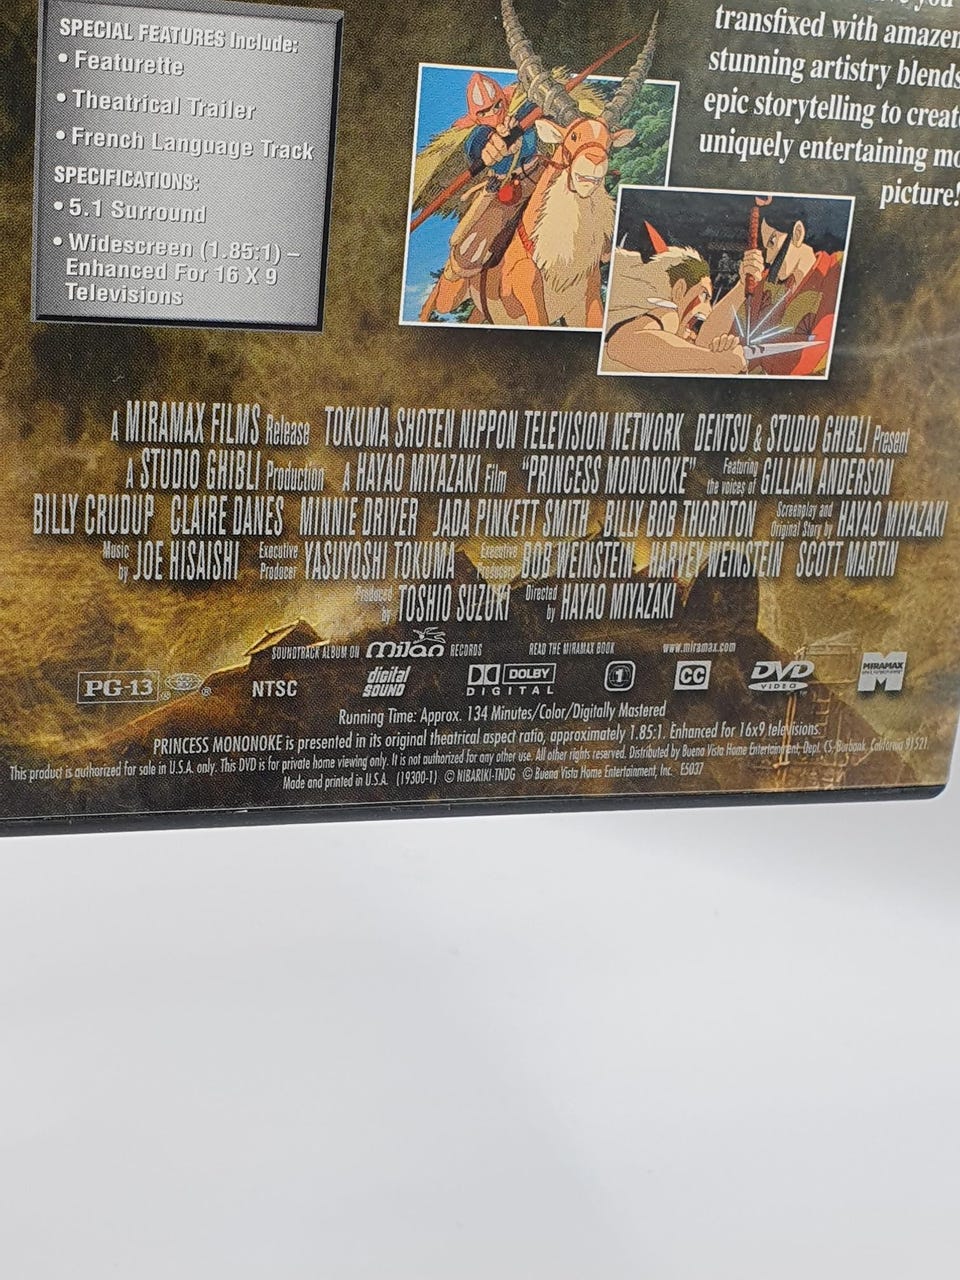 SPECIAL FEATURES Include:
• Featurette
• Theatrical Trailer
• French Language Track
SPECIFICATIONS:
• 5.1 Surround
• Widescreen (1.85:1) –
Enhanced For 16 X 9
Televisions
you
transfixed with amazem
stunning artistry blends
epic storytelling to creat
uniquely entertaining mo
picture!
A MIRAMAX FILMS Release TOKUMA SHOTEN NIPPON TELEVISION NETWORK DENTSU & STUDIO GHIBLI Present
A STUDIO GHIBLI Production A HAYAO MIYAZAKI Film "PRINCESS MONONOKE" Featuring the voices of GILLIAN ANDERSON
BILLY CRUDUP CLAIRE DANES MINNIE DRIVER JADA PINKETT SMITH BILLY BOB THORNTON Screenplay and Original Story by HAYAO MIYAZAKI
Music by JOE HISAISHI Executive Producer YASUYOSHI TOKUMA Executive Producers BOB WEINSTEIN HARVEY WEINSTEIN SCOTT MARTIN
Produced by TOSHIO SUZUKI Directed by HAYAO MIYAZAKI
SOUNDTRACK ALBUM ON milan RECORDS READ THE MIRAMAX BOOK www.miramax.com
PG-13 ® ® NTSC digital SOUND DOLBY DIGITAL 1 CC DVD VIDEO MIRAMAX M
Running Time: Approx. 134 Minutes/Color/Digitally Mastered
PRINCESS MONONOKE is presented in its original theatrical aspect ratio, approximately 1.85:1. Enhanced for 16x9 televisions.
This product is authorized for sale in U.S.A. only. This DVD is for private home viewing only. It is not authorized for any other use. All other rights reserved. Distributed by Buena Vista Home Entertainment, Dept. CS, Burbank, California 91521.
Made and printed in U.S.A. (19300-1) © NIBARIKI-TNDG © Buena Vista Home Entertainment, Inc. E5037